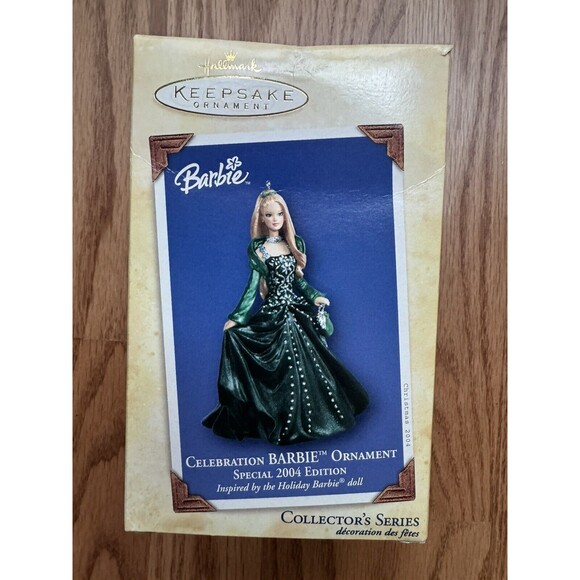 Hallmark
KEEPSAKE
ORNAMENT
Barbie™
Christmas 2004
CELEBRATION BARBIE™ ORNAMENT
SPECIAL 2004 EDITION
Inspired by the Holiday Barbie® doll
COLLECTOR'S SERIES
décoration des fêtes